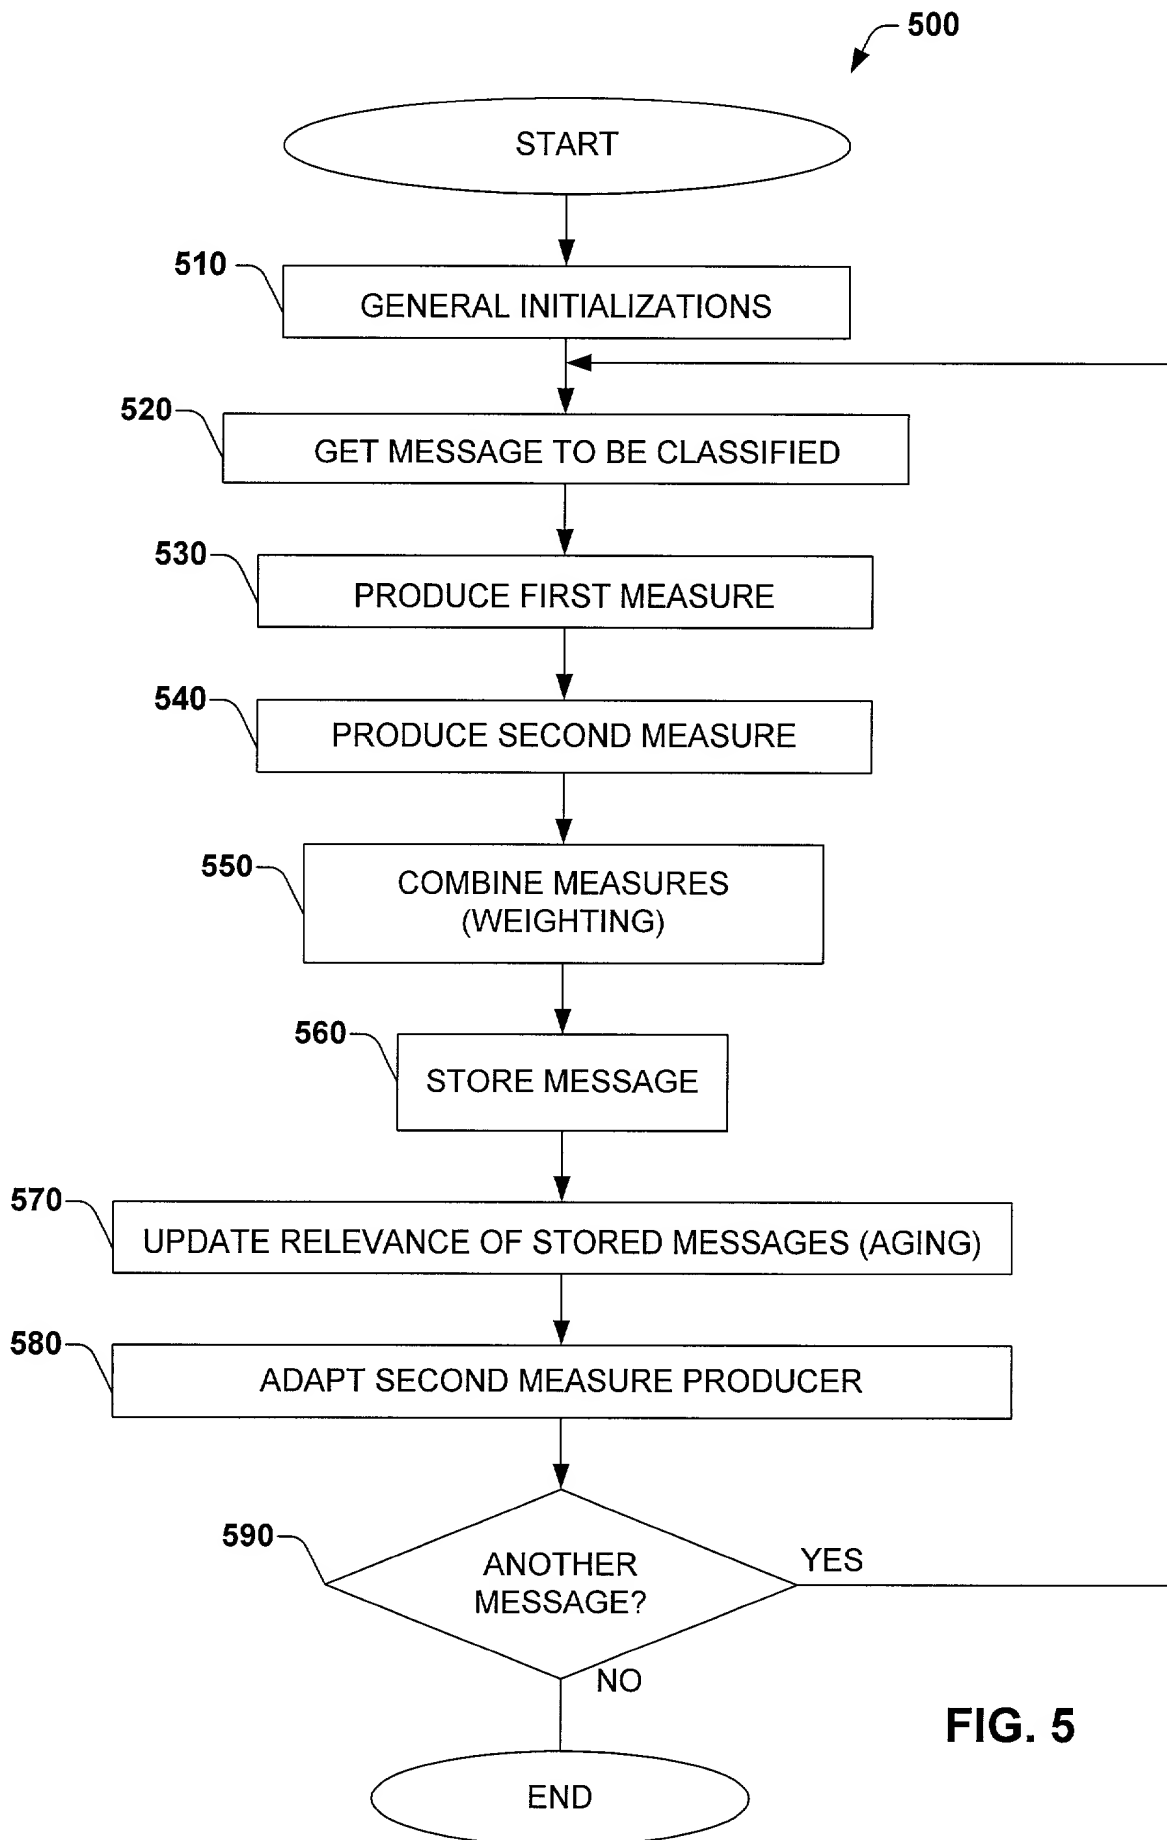 500
START
510
GENERAL INITIALIZATIONS
520
GET MESSAGE TO BE CLASSIFIED
530
PRODUCE FIRST MEASURE
540
PRODUCE SECOND MEASURE
550
COMBINE MEASURES
(WEIGHTING)
560
STORE MESSAGE
570
UPDATE RELEVANCE OF STORED MESSAGES (AGING)
580
ADAPT SECOND MEASURE PRODUCER
590
ANOTHER
MESSAGE?
YES
NO
FIG. 5
END